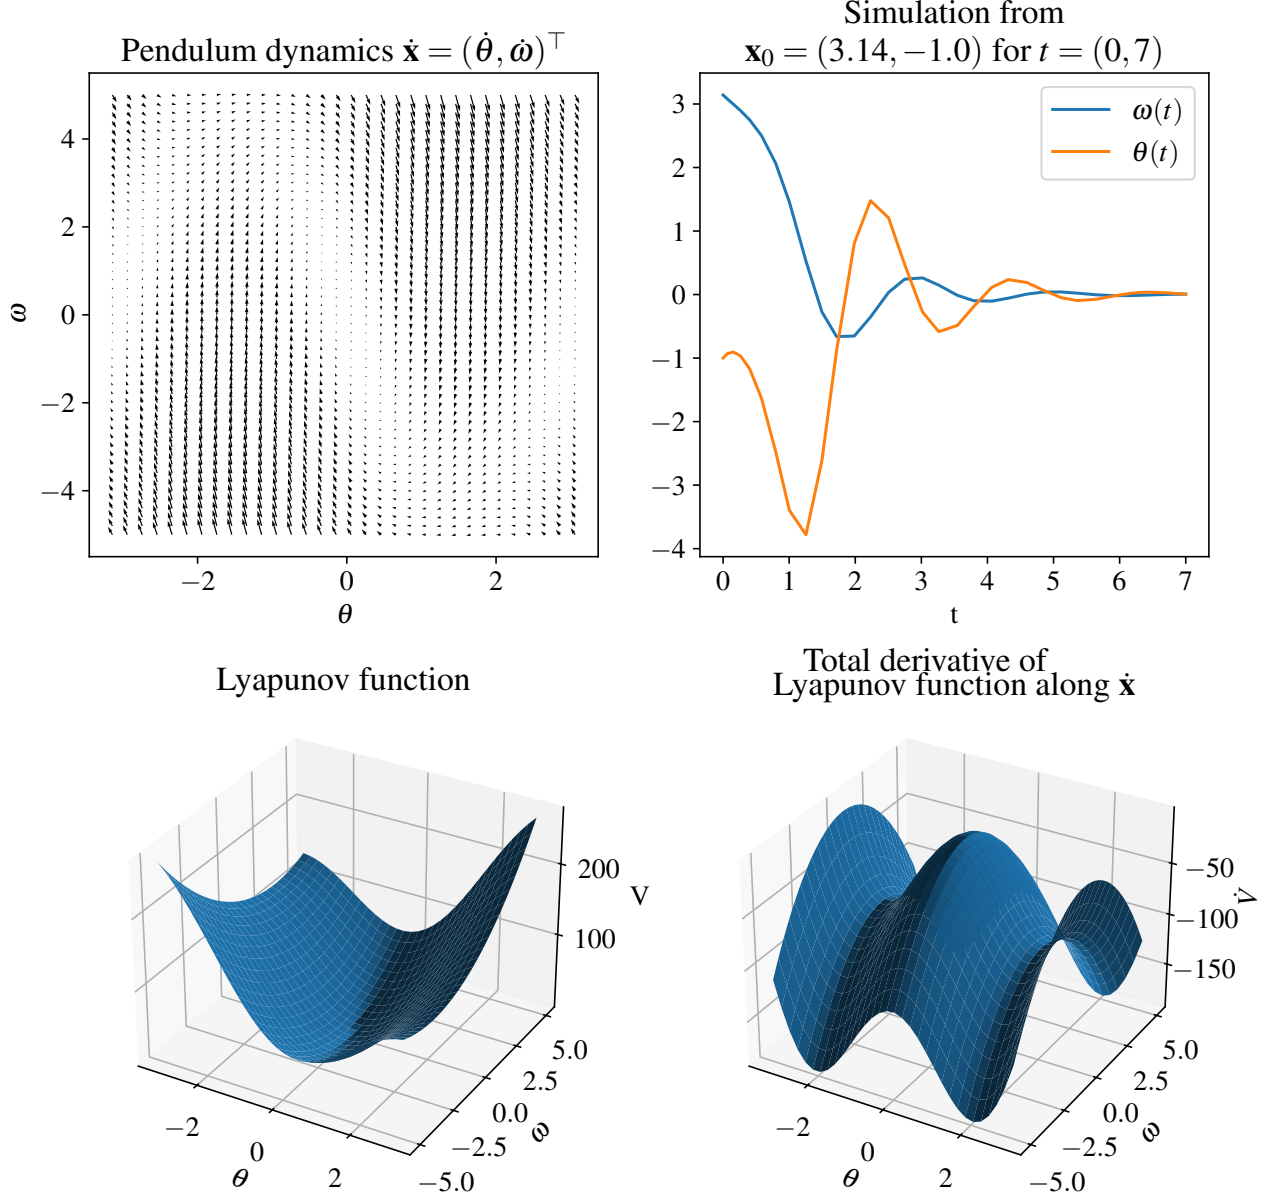 Pendulum dynamics ẋ = (θ̇, ω̇)⊤
4
2
0
−2
−4
ω
−2
0
2
θ
Simulation from
x₀ = (3.14, −1.0) for t = (0, 7)
ω(t)
θ(t)
3
2
1
0
−1
−2
−3
−4
0
1
2
3
4
5
6
7
t
Lyapunov function
200
100
V
−2
0
2
θ
5.0
2.5
0.0
−2.5
−5.0
ω
Total derivative of
Lyapunov function along ẋ
−50
−100
−150
V̇
−2
0
2
θ
5.0
2.5
0.0
−2.5
−5.0
ω